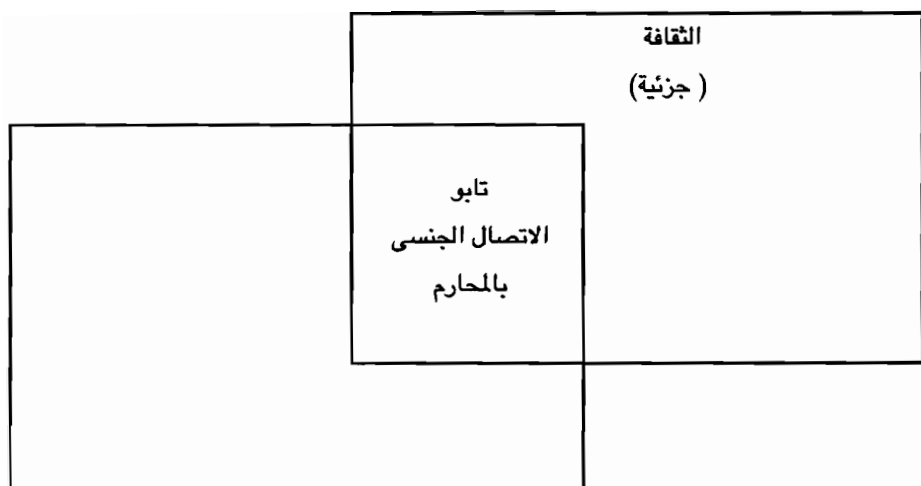 الثقافة
( جزئية)
تابو
الاتصال الجنسى
بالمحارم